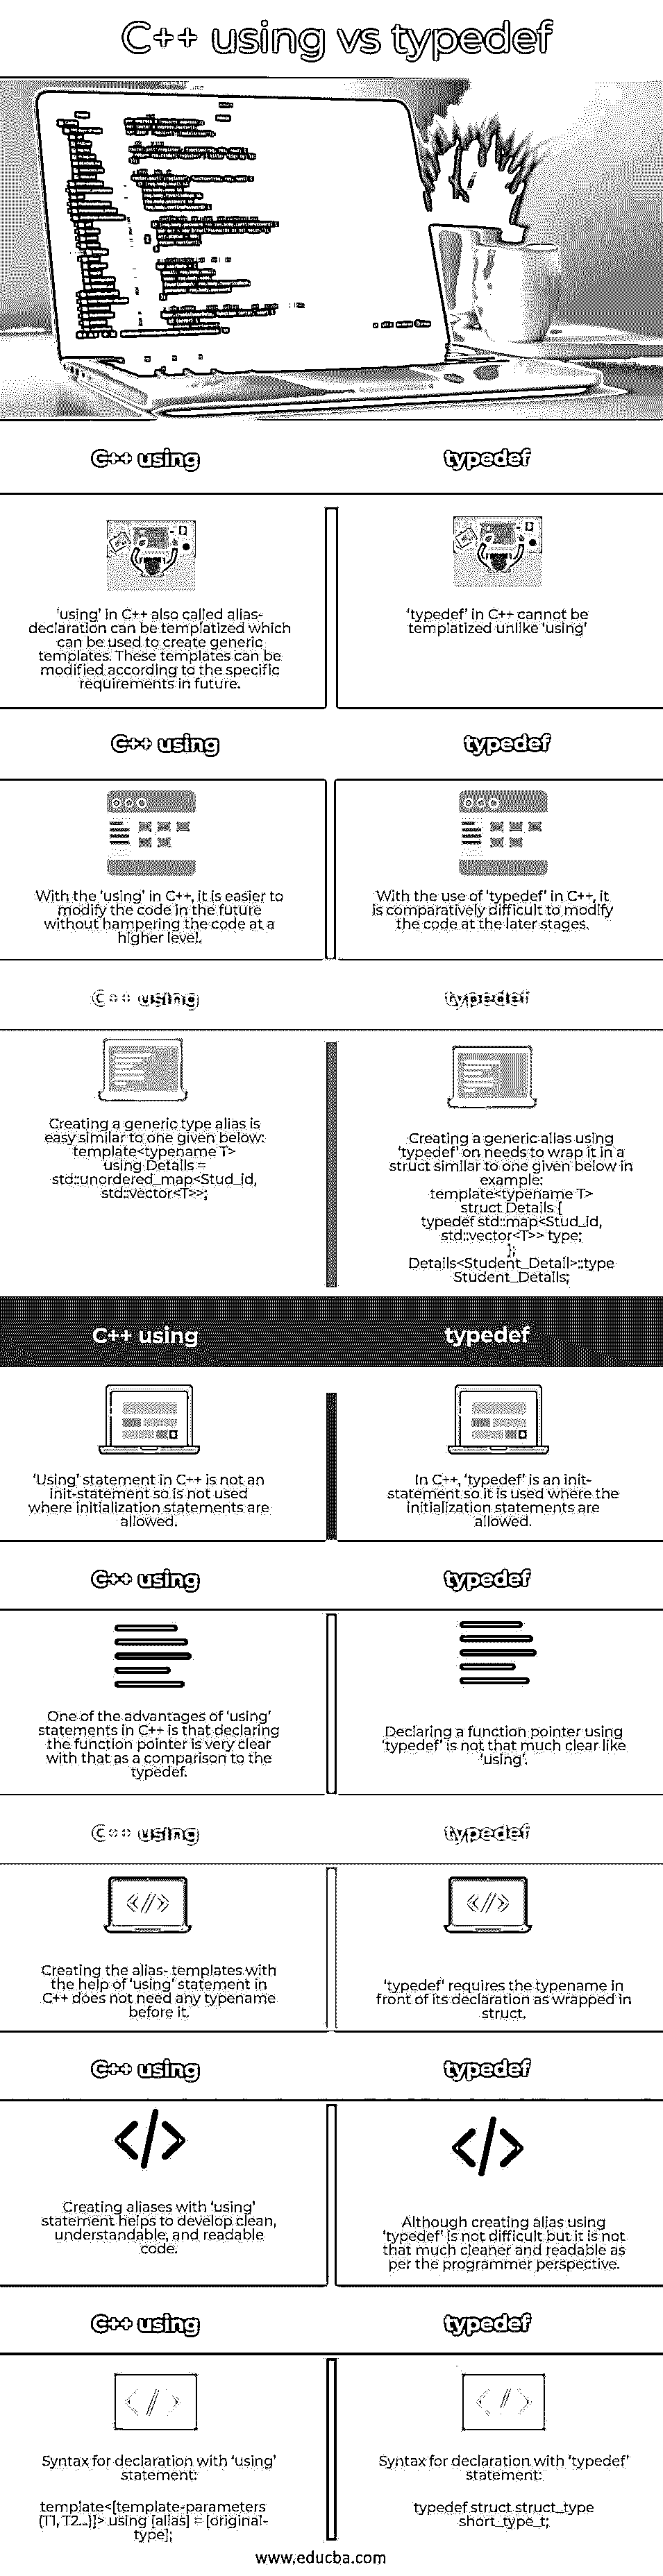 C++ using vs typedef
C++ using
typedef
'using' in C++ also called alias-
declaration can be templatized which
can be used to create generic
templates. These templates can be
modified according to the specific
requirements in future.
'typedef' in C++ cannot be
templatized unlike 'using'
C++ using
typedef
With the 'using' in C++, it is easier to
modify the code in the future
without hampering the code at a
higher level.
With the use of 'typedef' in C++, it
is comparatively difficult to modify
the code at the later stages.
C++ using
typedef
Creating a generic type alias is
easy similar to one given below:
template<typename T>
using Details =
std::unordered_map<Stud_id,
std::vector<T>>;
Creating a generic alias using
'typedef' on needs to wrap it in a
struct similar to one given below in
example:
template<typename T>
struct Details {
typedef std::map<Stud_id,
std::vector<T>> type;
};
Details<Student_Detail>::type
Student_Details;
C++ using
typedef
'Using' statement in C++ is not an
init-statement so is not used
where initialization statements are
allowed.
In C++, 'typedef' is an init-
statement so it is used where the
initialization statements are
allowed.
C++ using
typedef
One of the advantages of 'using'
statements in C++ is that declaring
the function pointer is very clear
with that as a comparison to the
typedef.
Declaring a function pointer using
'typedef' is not that much clear like
'using'.
C++ using
typedef
Creating the alias- templates with
the help of 'using' statement in
C++ does not need any typename
before it.
'typedef' requires the typename in
front of its declaration as wrapped in
struct.
C++ using
typedef
Creating aliases with 'using'
statement helps to develop clean,
understandable, and readable
code.
Although creating alias using
'typedef' is not difficult but it is not
that much cleaner and readable as
per the programmer perspective.
C++ using
typedef
Syntax for declaration with 'using'
statement:
template<[template-parameters
(T1, T2...)]> using [alias] = [original-
type];
Syntax for declaration with 'typedef'
statement:
typedef struct struct_type
short_type_t;
www.educba.com